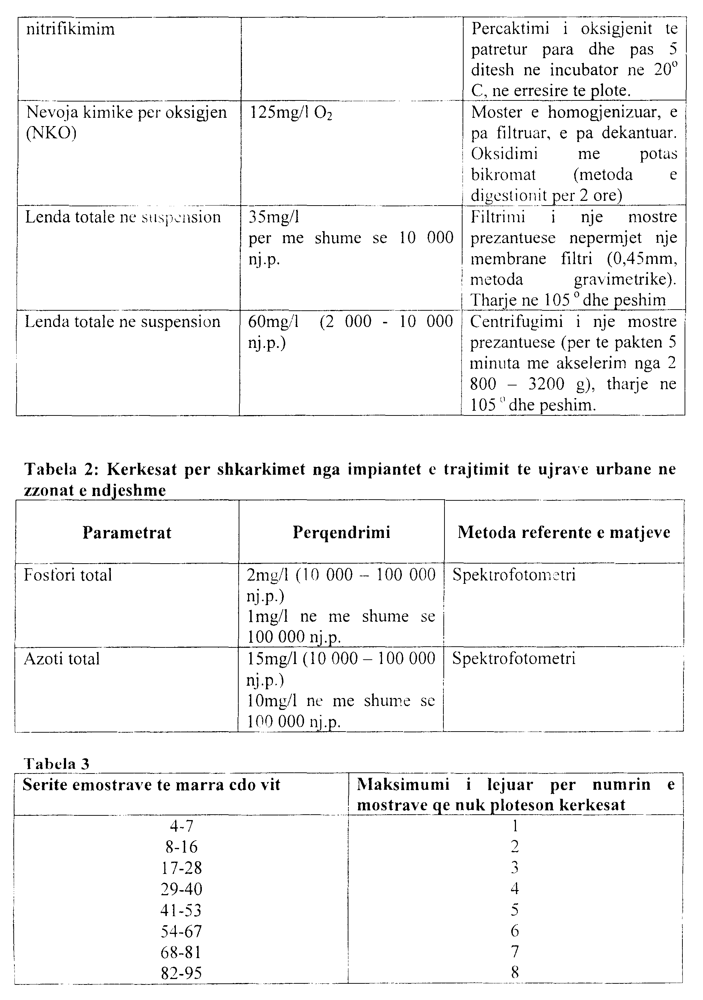 nitrifikimim
Percaktimi i oksigjenit te
patretur para dhe pas 5
ditesh ne incubator ne 20º
C, ne erresire te plote.
Nevoja kimike per oksigjen
(NKO)
125mg/l O₂
Moster e homogjenizuar, e
pa filtruar, e pa dekantuar.
Oksidimi me potas
bikromat (metoda e
digestionit per 2 ore)
Lenda totale ne suspension
35mg/l
per me shume se 10 000
nj.p.
Filtrimi i nje mostre
prezantuese nepermjet nje
membrane filtri (0,45mm,
metoda gravimetrike).
Tharje ne 105 º dhe peshim
Lenda totale ne suspension
60mg/l (2 000 - 10 000
nj.p.)
Centrifugimi i nje mostre
prezantuese (per te pakten 5
minuta me akselerim nga 2
800 – 3200 g), tharje ne
105 º dhe peshim.
Tabela 2: Kerkesat per shkarkimet nga impiantet e trajtimit te ujrave urbane ne
zzonat e ndjeshme
Parametrat
Perqendrimi
Metoda referente e matjeve
Fosfori total
2mg/l (10 000 – 100 000
nj.p.)
1mg/l ne me shume se
100 000 nj.p.
Spektrofotometri
Azoti total
15mg/l (10 000 – 100 000
nj.p.)
10mg/l ne me shume se
100 000 nj.p.
Spektrofotometri
Tabela 3
Serite emostrave te marra cdo vit
Maksimumi i lejuar per numrin e
mostrave qe nuk ploteson kerkesat
4-7 1
8-16 2
17-28 3
29-40 4
41-53 5
54-67 6
68-81 7
82-95 8